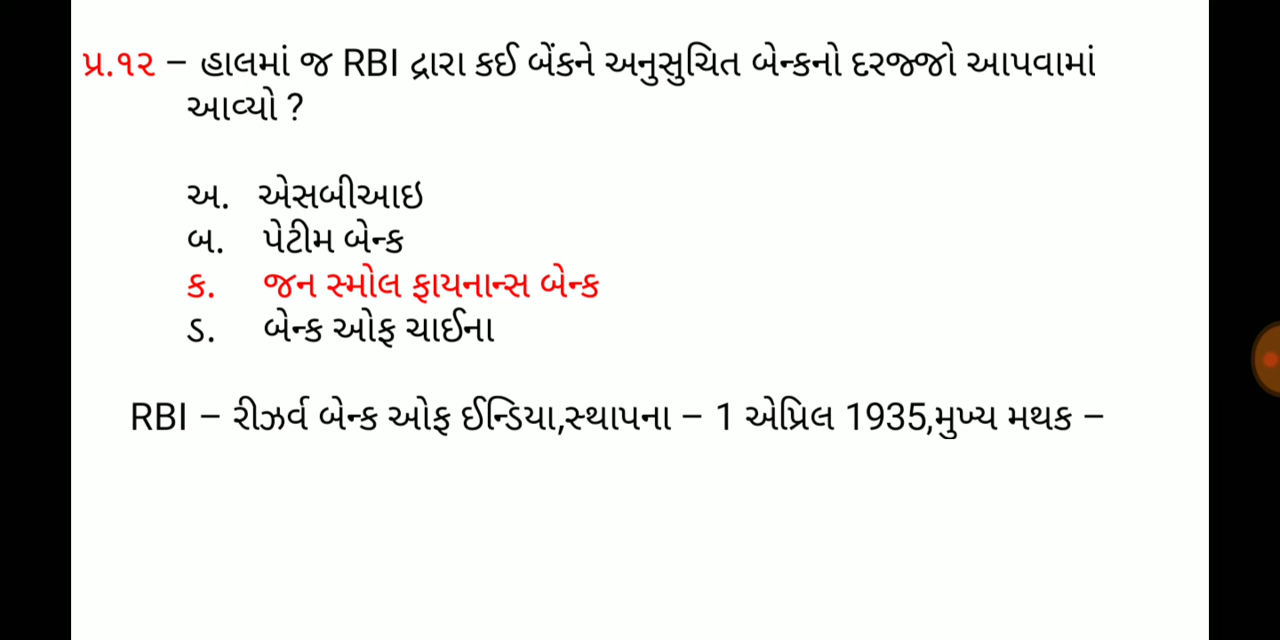 પ્ર.૧૨ – હાલમાં જ RBI દ્વારા કઈ બેંકને અનુસુચિત બેન્કનો દરજ્જો આપવામાં
આવ્યો ?
અ. એસબીઆઇ
બ. પેટીમ બેન્ક
ક. જન સ્મોલ ફાયનાન્સ બેન્ક
ડ. બેન્ક ઓફ ચાઈના
RBI – રીઝર્વ બેન્ક ઓફ ઈન્ડિયા,સ્થાપના – 1 એપ્રિલ 1935,મુખ્ય મથક –